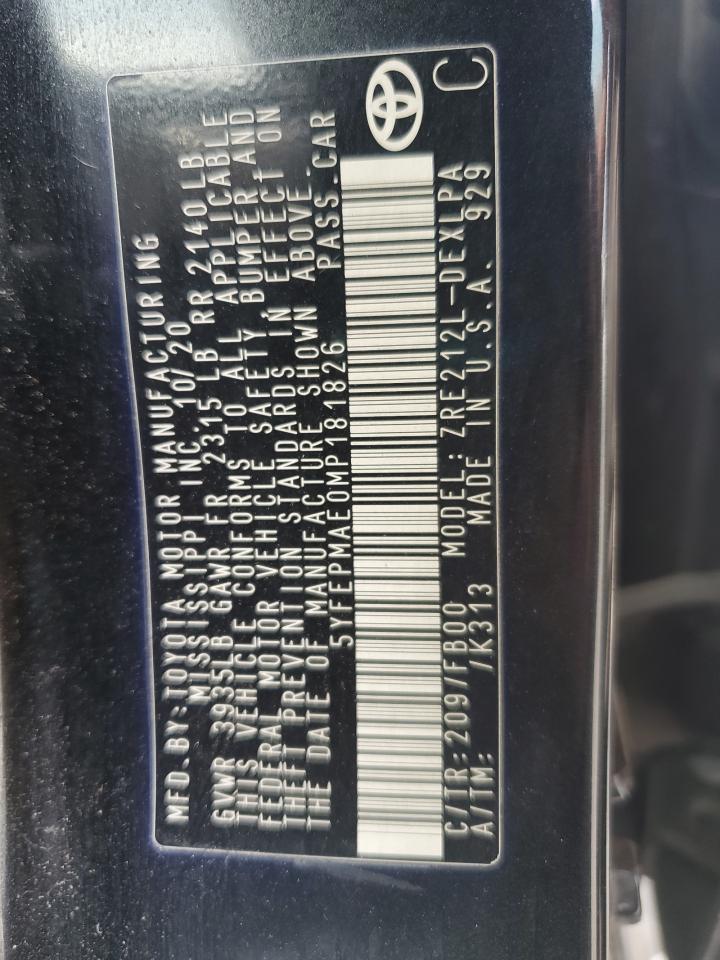 MFD.BY:TOYOTA MOTOR MANUFACTURING
MISSISSIPPI INC. 10/20
GVWR 3935LB GAWR FR 2315 LB RR 2140LB
THIS VEHICLE CONFORMS TO ALL APPLICABLE
FEDERAL MOTOR VEHICLE SAFETY, BUMPER AND
THEFT PREVENTION STANDARDS IN EFFECT ON
THE DATE OF MANUFACTURE SHOWN ABOVE.
5YFEPMAE0MP181826 PASS.CAR
C/TR:209/FB00 MODEL:ZRE212L-DEXLPA
A/TM: /K313 MADE IN U.S.A. 929
C